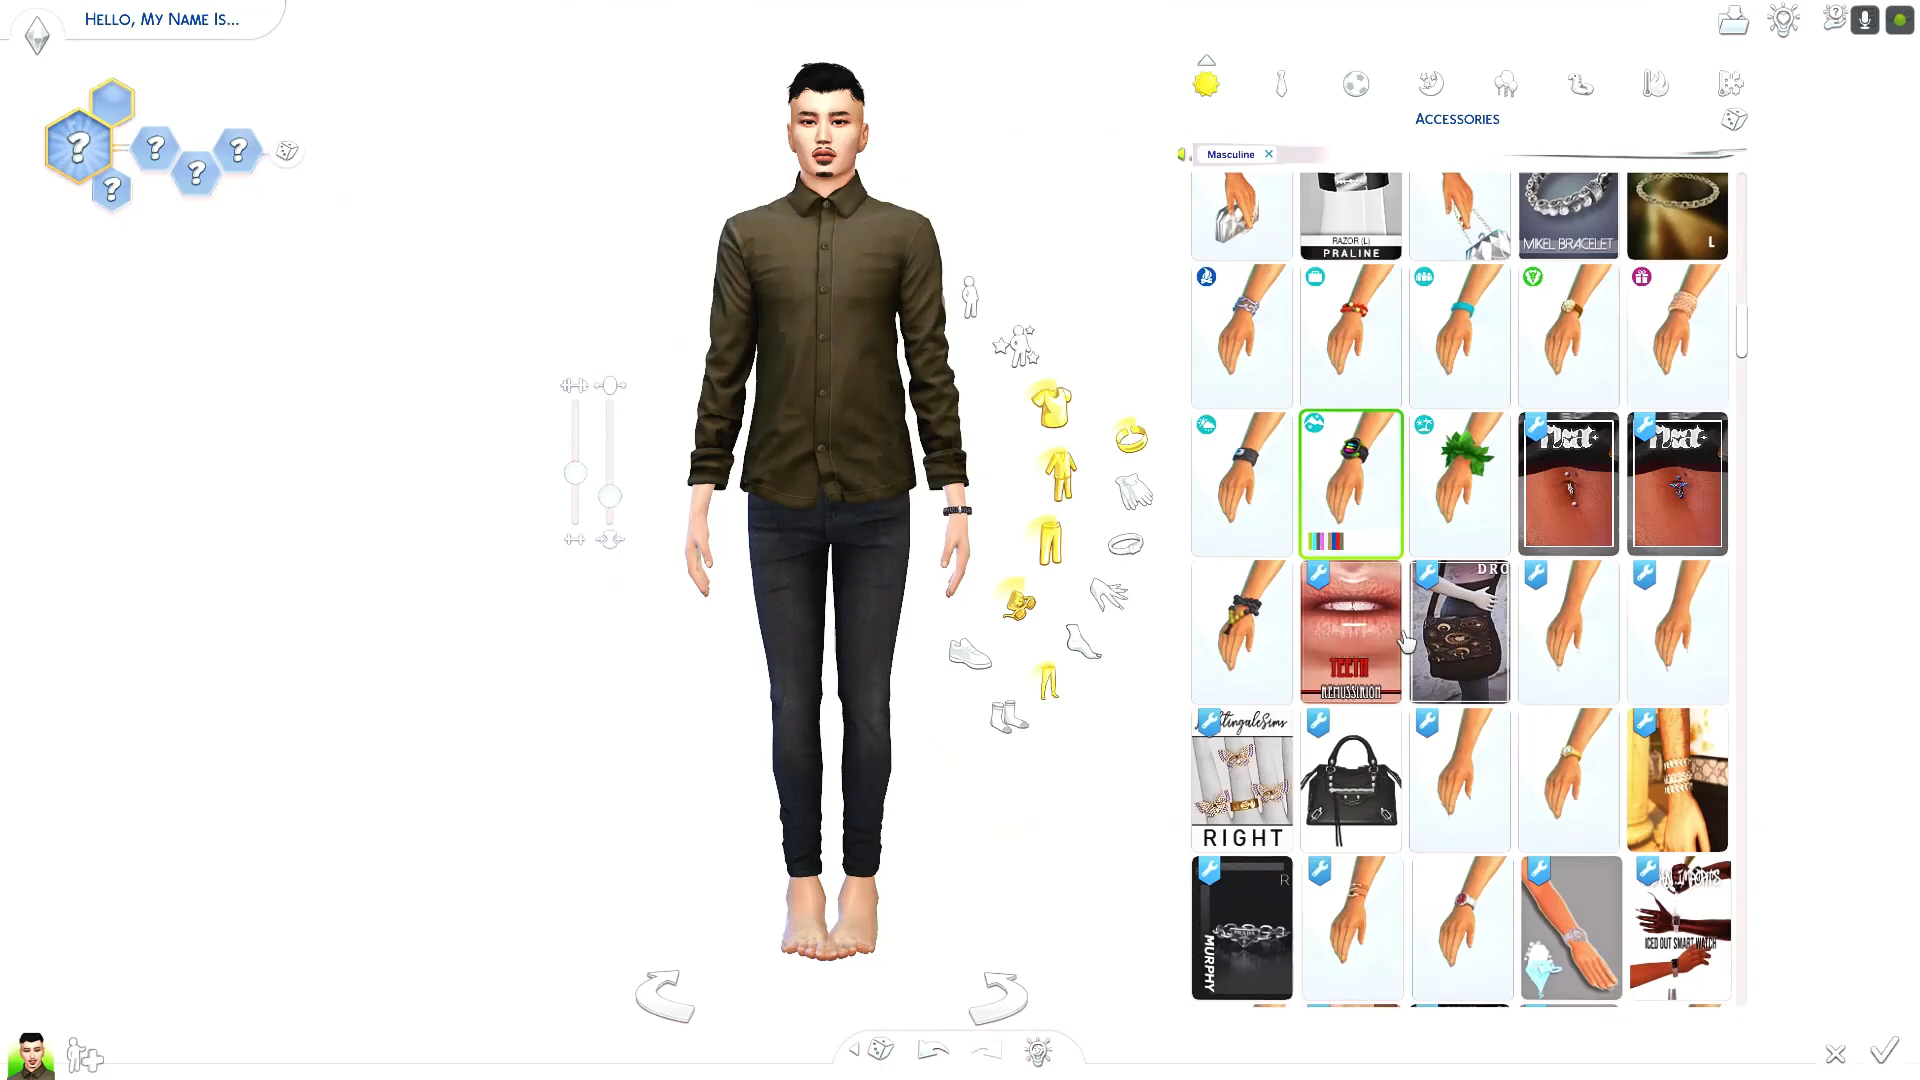 HELLO, MY NAME IS...
ACCESSORIES
Masculine
RAZOR (L)
PRALINE
MIKEL BRACELET
L
TEETH
REMUSSIRION
DRO
RIGHT
R
PRADA
MURPHY
ICED OUT SMART WATCH